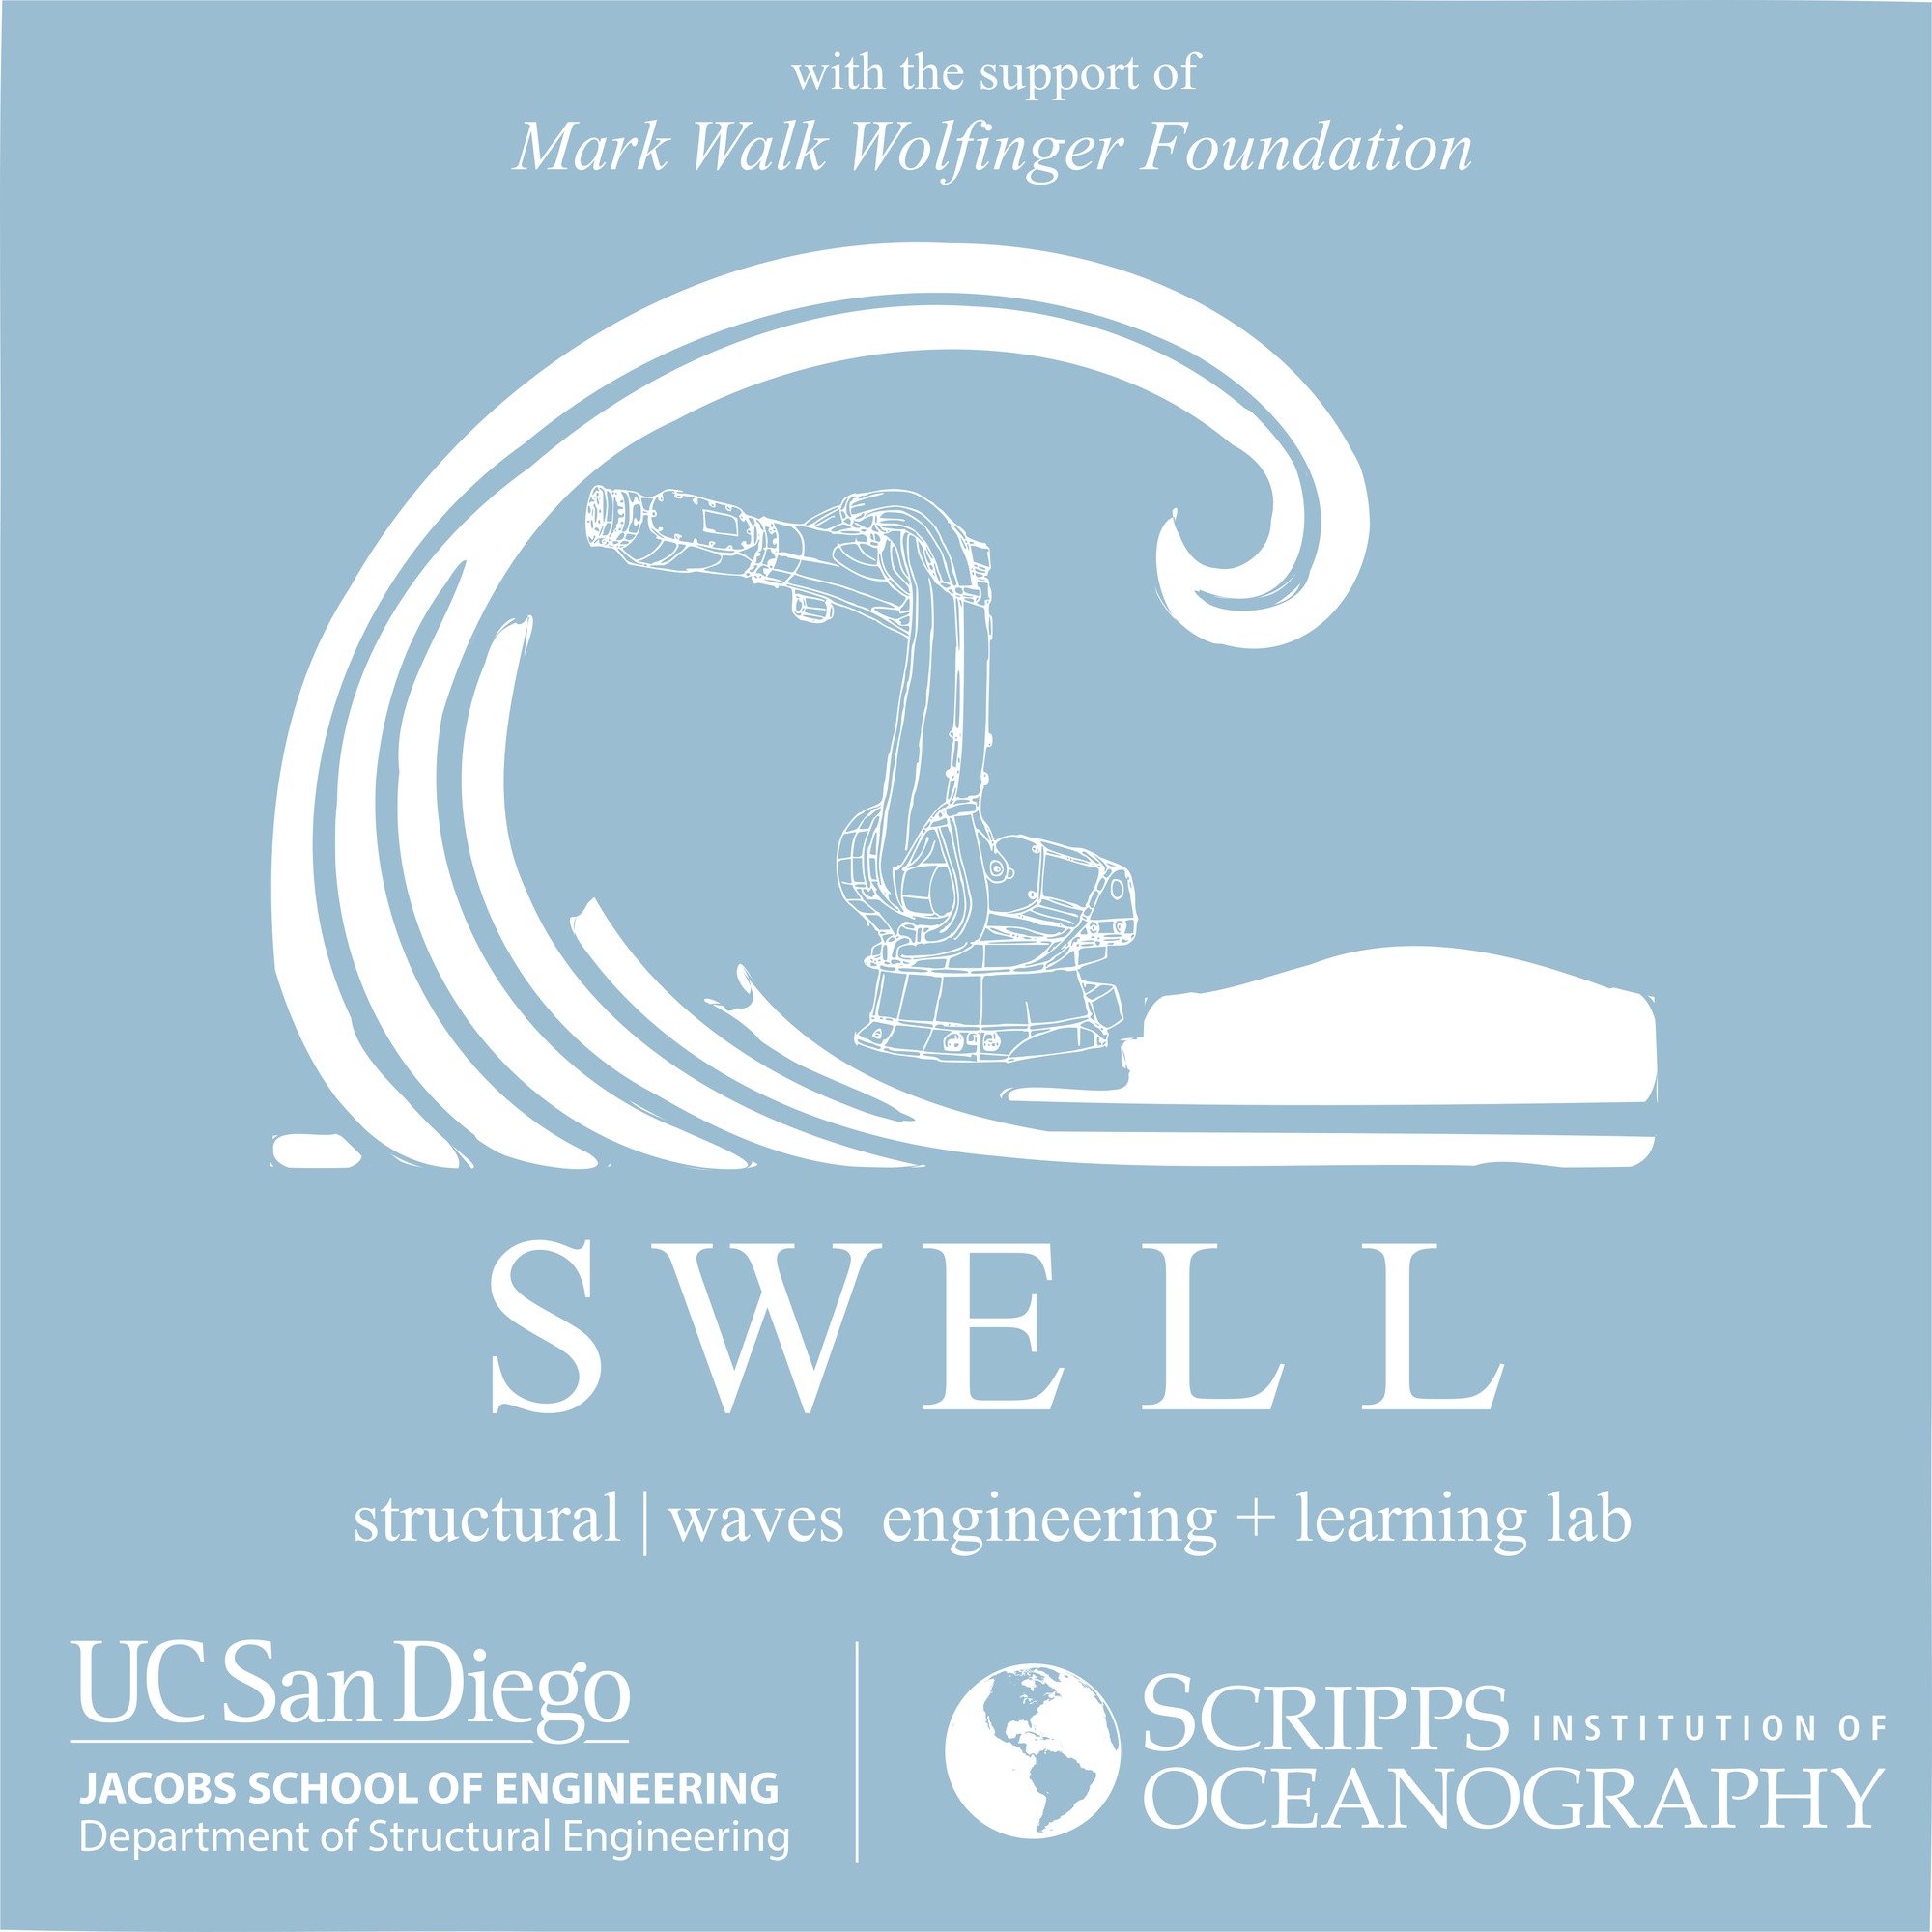 with the support of
Mark Walk Wolfinger Foundation
SWELL
structural | waves engineering + learning lab
UC San Diego
JACOBS SCHOOL OF ENGINEERING
Department of Structural Engineering
SCRIPPS INSTITUTION OF
OCEANOGRAPHY